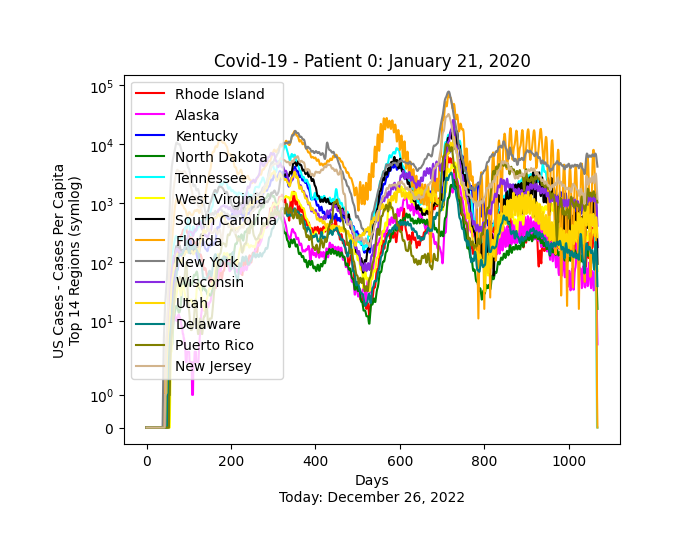 Covid-19 - Patient 0: January 21, 2020
US Cases - Cases Per Capita
Top 14 Regions (symlog)
10^5
10^4
10^3
10^2
10^1
10^0
0
Rhode Island
Alaska
Kentucky
North Dakota
Tennessee
West Virginia
South Carolina
Florida
New York
Wisconsin
Utah
Delaware
Puerto Rico
New Jersey
0 200 400 600 800 1000
Days
Today: December 26, 2022